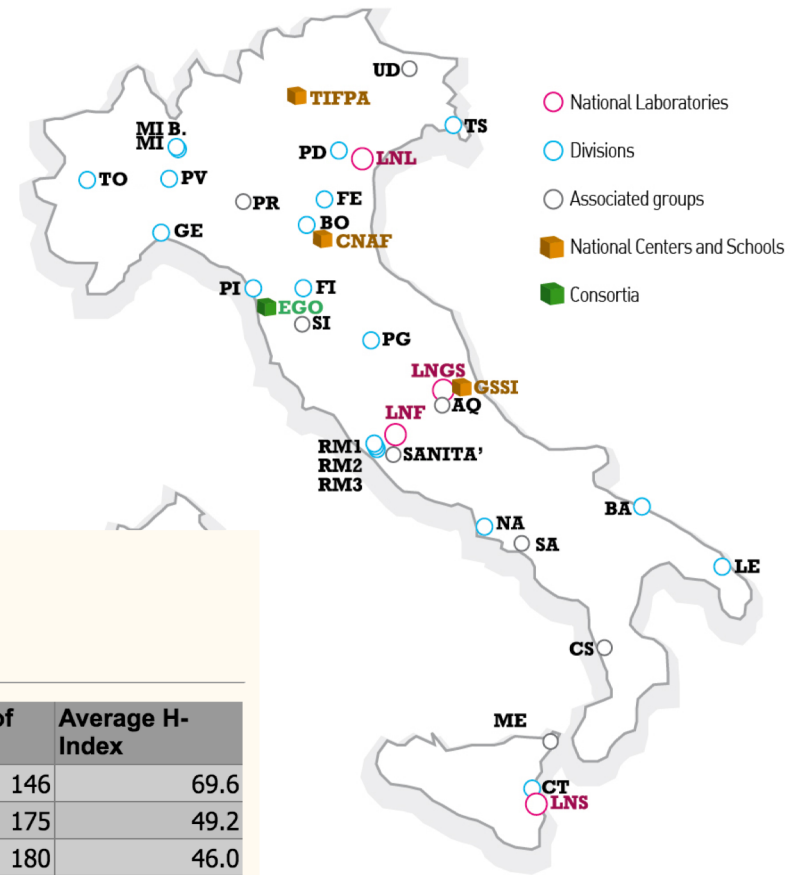 UD
TIFPA
National Laboratories
MI B.
MI
TS
PD
LNL
Divisions
TO
PV
PR
FE
Associated groups
BO
GE
CNAF
National Centers and Schools
PI
FI
EGO
Consortia
SI
PG
LNGS
GSSI
AQ
LNF
RM1
SANITA'
RM2
RM3
BA
NA
SA
LE
CS
ME
CT
LNS
of
Average H-
Index
146 69.6
175 49.2
180 46.0